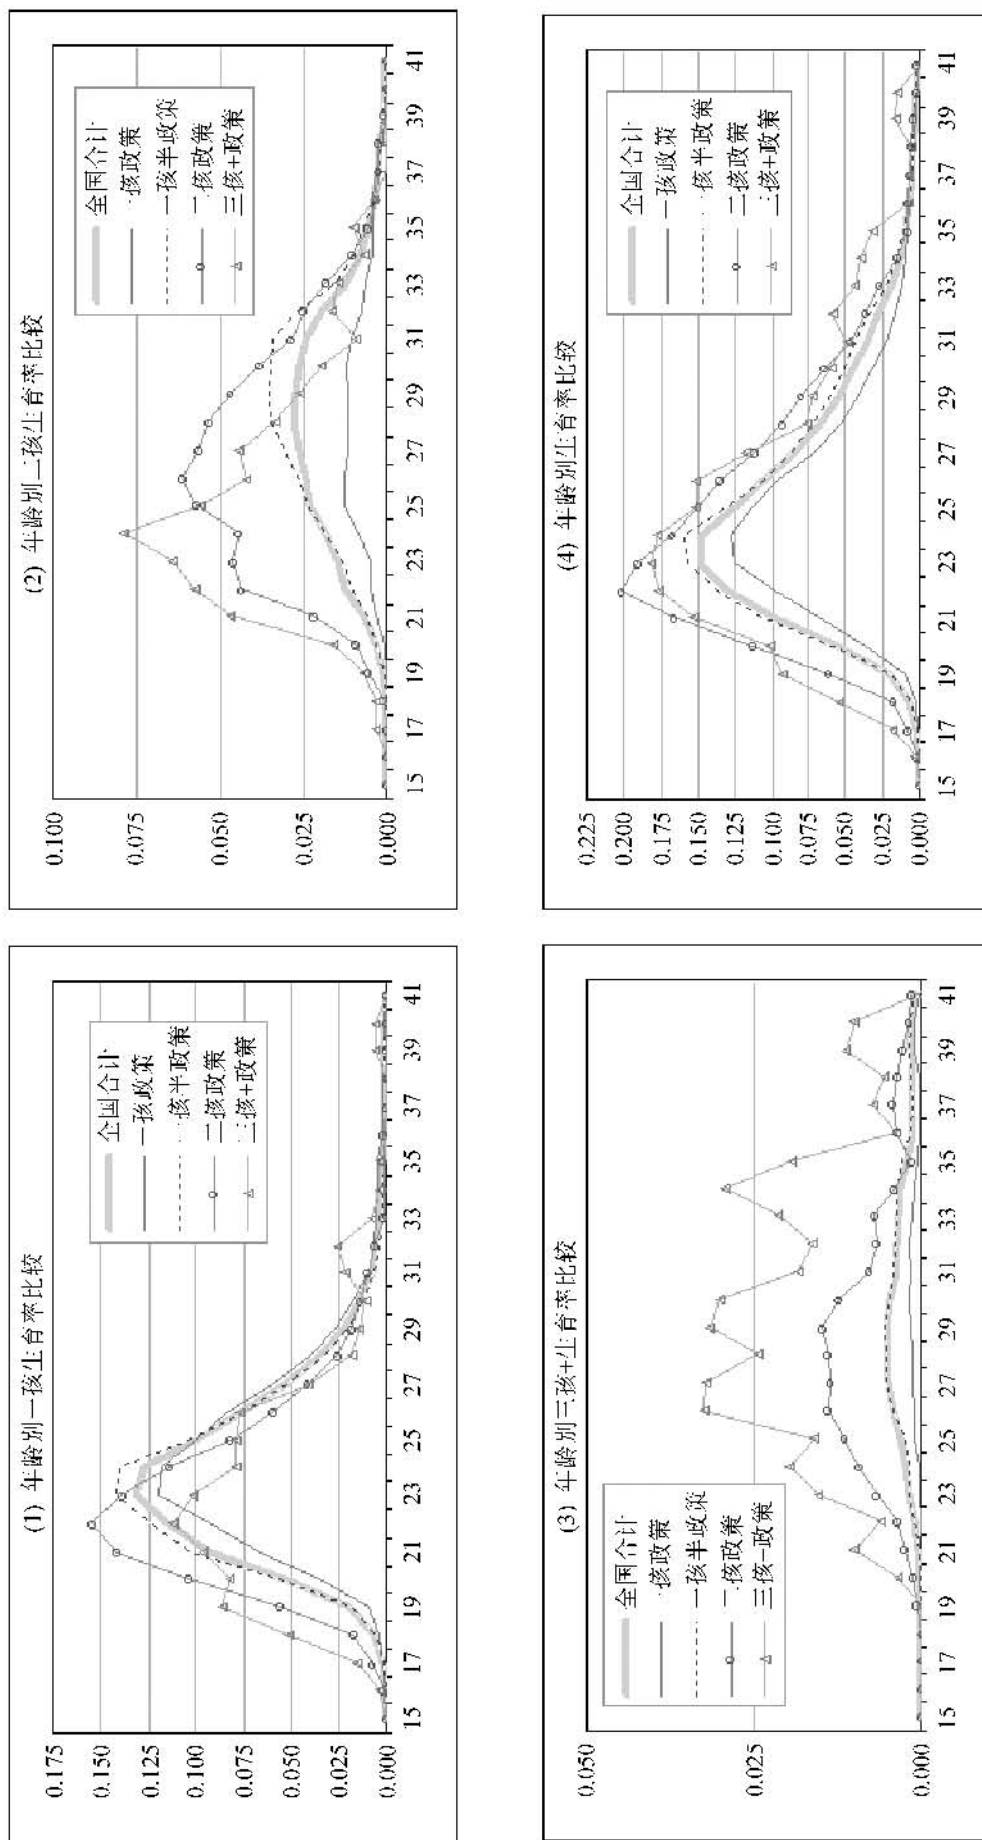 (1) 年龄别一孩生育率比较
0.175
0.150
0.125
0.100
0.075
0.050
0.025
0.000
15 17 19 21 23 25 27 29 31 33 35 37 39 41
全国合计
一孩政策
一孩半政策
二孩政策
三孩+政策
(2) 年龄别二孩生育率比较
0.100
0.075
0.050
0.025
0.000
15 17 19 21 23 25 27 29 31 33 35 37 39 41
全国合计
一孩政策
一孩半政策
二孩政策
三孩+政策
(3) 年龄别三孩+生育率比较
0.050
0.025
0.000
15 17 19 21 23 25 27 29 31 33 35 37 39 41
全国合计
一孩政策
一孩半政策
二孩政策
三孩+政策
(4) 年龄别生育率比较
0.225
0.200
0.175
0.150
0.125
0.100
0.075
0.050
0.025
0.000
15 17 19 21 23 25 27 29 31 33 35 37 39 41
全国合计
一孩政策
一孩半政策
二孩政策
三孩+政策